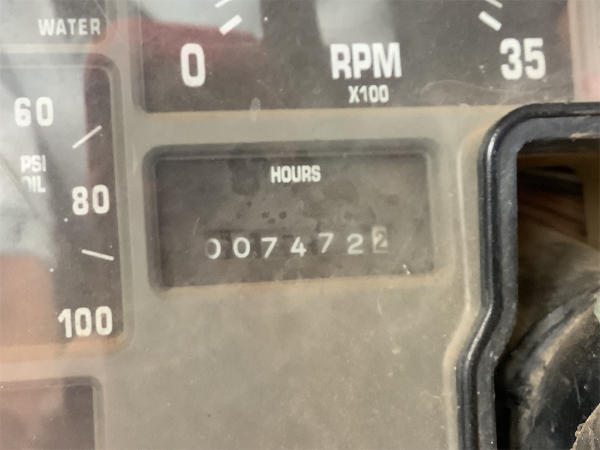 WATER
0 RPM 35
X100
60
PSI
OIL
80
100
HOURS
0074722